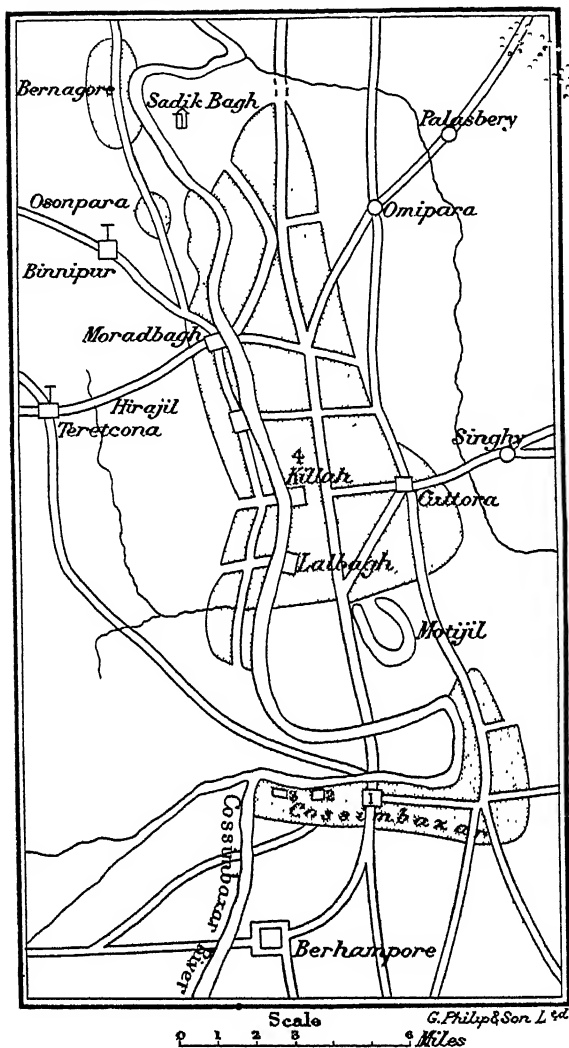 Bernagore
Sadik Bagh
Palasbery
Osonpara
Omipara
Binnipur
Moradbagh
Hirajil
Teretcona
Singhy
4
Killah
Cuttora
Lalbagh
Motijil
3 2 1
Cossimbazar
Cossimbazar River
Berhampore
Scale
G. Philip & Son Ltd
0 1 2 3 6
Miles